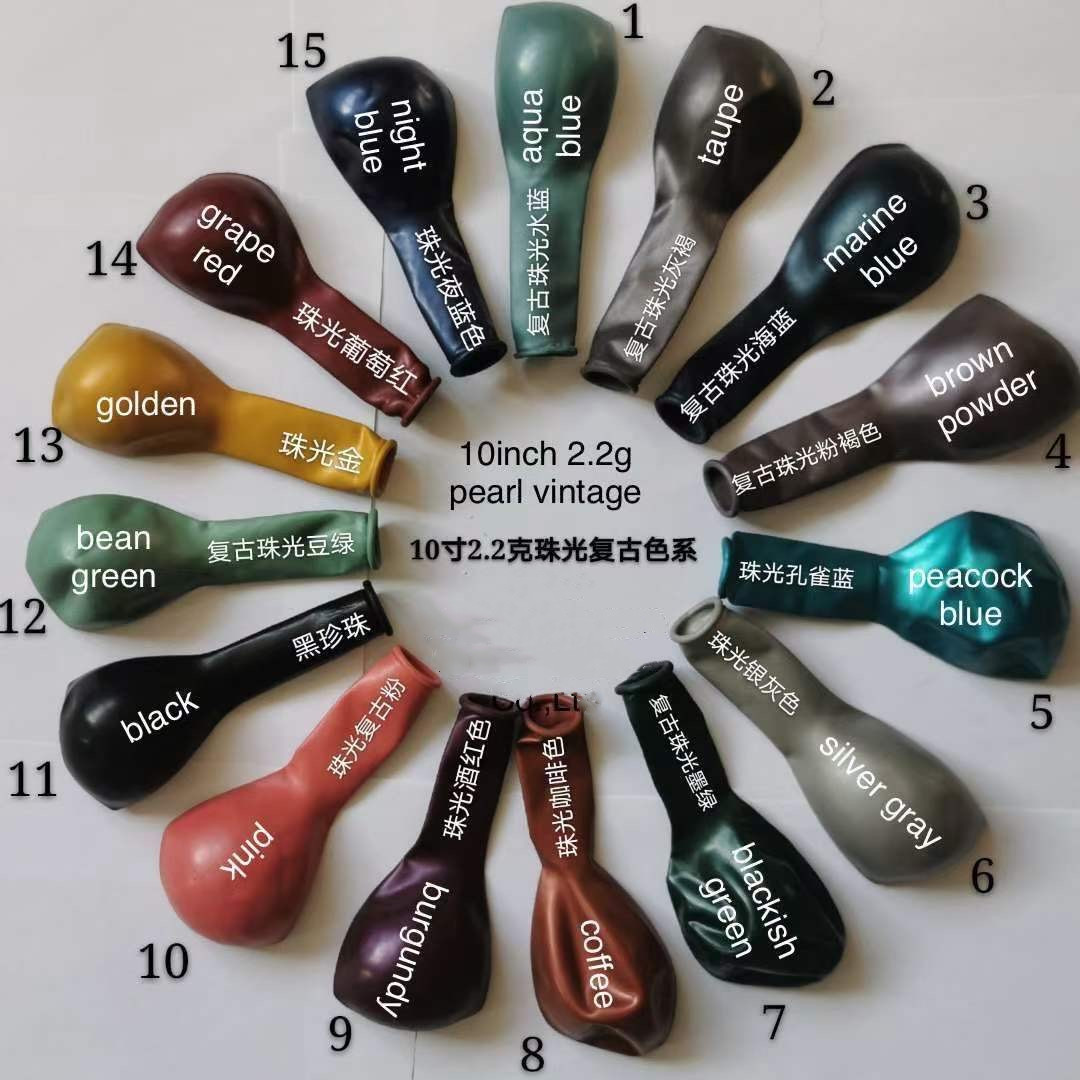 1
aqua
blue
复古珠光水蓝
2
taupe
复古珠光灰褐
3
marine
blue
复古珠光海蓝
4
brown
powder
复古珠光粉褐色
5
peacock
blue
珠光孔雀蓝
6
silver gray
珠光银灰色
7
blackish
green
复古珠光墨绿
8
coffee
珠光咖啡色
9
burgundy
珠光酒红色
10
pink
珠光复古粉
11
black
黑珍珠
12
bean
green
复古珠光豆绿
13
golden
珠光金
14
grape
red
珠光葡萄红
15
night
blue
珠光夜蓝色
10inch 2.2g
pearl vintage
10寸2.2克珠光复古色系